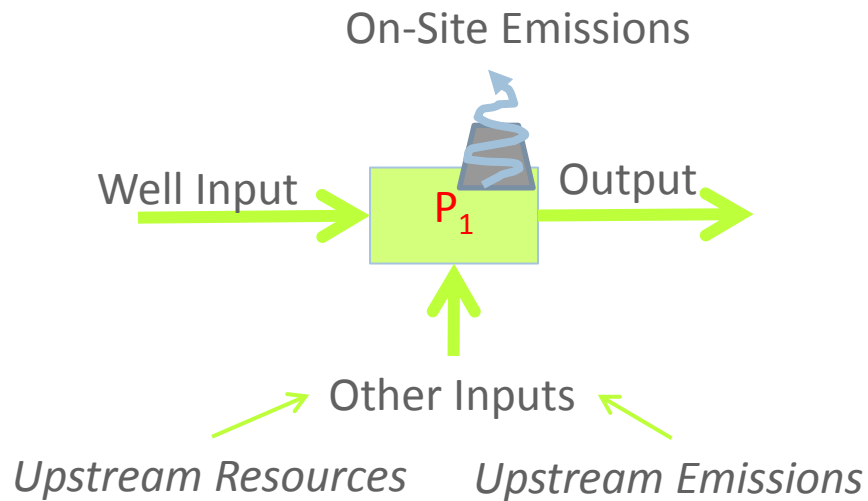 On-Site Emissions
Well Input
Output
P₁
Other Inputs
Upstream Resources
Upstream Emissions